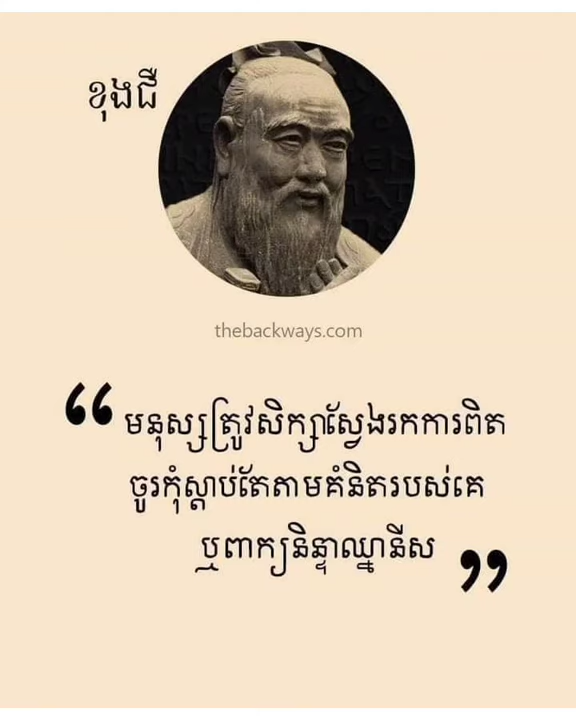 ខុងជឺ
thebackways.com
“ មនុស្សត្រូវសិក្សាស្វែងរកការពិត
ចូរកុំស្ដាប់តែតាមគំនិតរបស់គេ
ឬពាក្យនិន្ទាឈ្នានីស ”